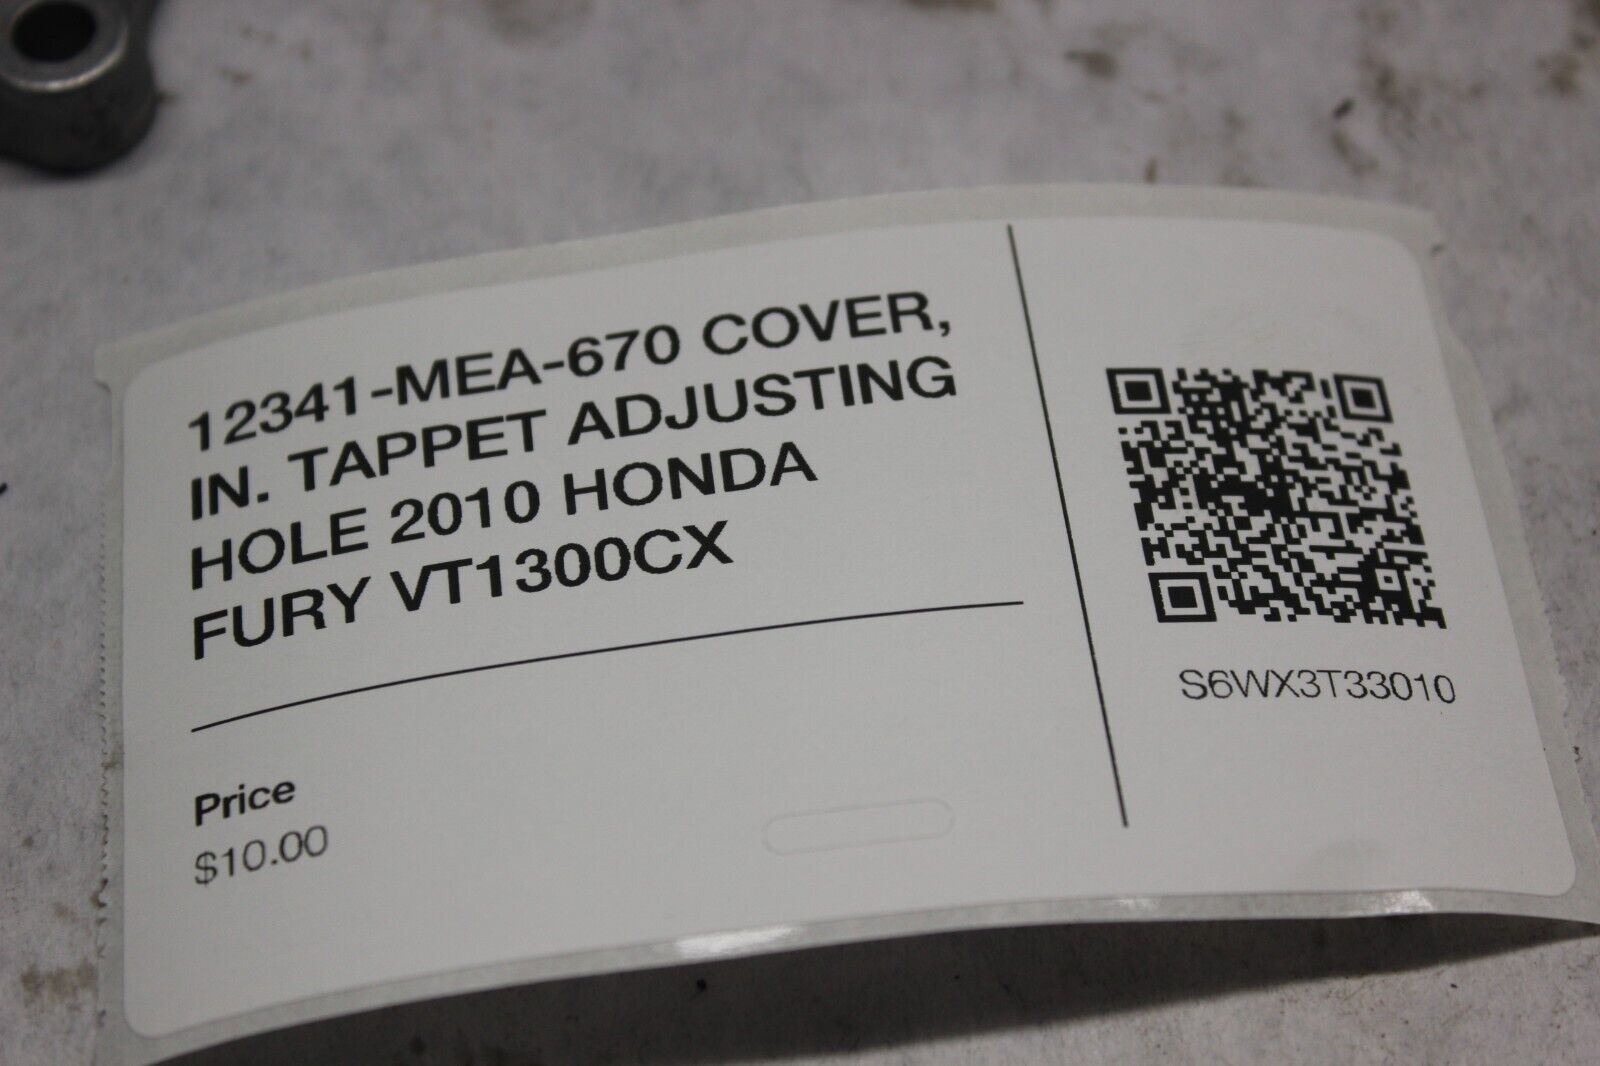 12341-MEA-670 COVER,
IN. TAPPET ADJUSTING
HOLE 2010 HONDA
FURY VT1300CX
Price
$10.00
S6WX3T33010